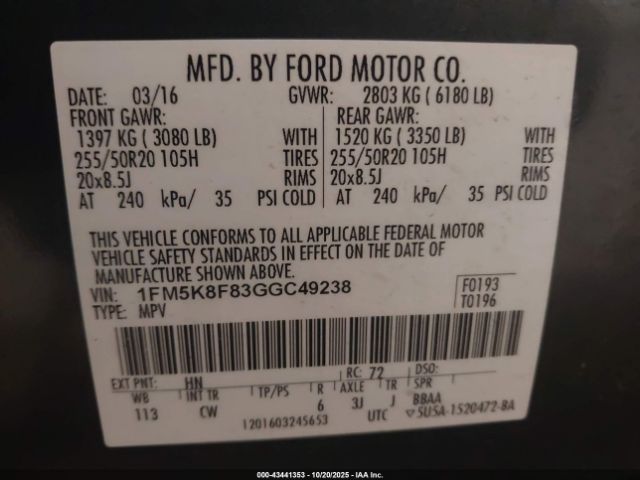 MFD. BY FORD MOTOR CO.
DATE: 03/16 GVWR: 2803 KG ( 6180 LB)
FRONT GAWR: REAR GAWR:
1397 KG ( 3080 LB) WITH 1520 KG ( 3350 LB) WITH
255/50R20 105H TIRES 255/50R20 105H TIRES
20x8.5J RIMS 20x8.5J RIMS
AT 240 kPa/ 35 PSI COLD AT 240 kPa/ 35 PSI COLD
THIS VEHICLE CONFORMS TO ALL APPLICABLE FEDERAL MOTOR
VEHICLE SAFETY STANDARDS IN EFFECT ON THE DATE OF
MANUFACTURE SHOWN ABOVE.
VIN: 1FM5K8F83GGC49238 F0193
TYPE: MPV T0196
EXT PNT: HN RC: 72 DSO:
WB INT TR TP/PS R AXLE TR SPR
113 CW 6 3J J BBAA
1201603245653 UTC ▽5U5A-1520472-BA
000-43441353 - 10/20/2025 - IAA Inc.